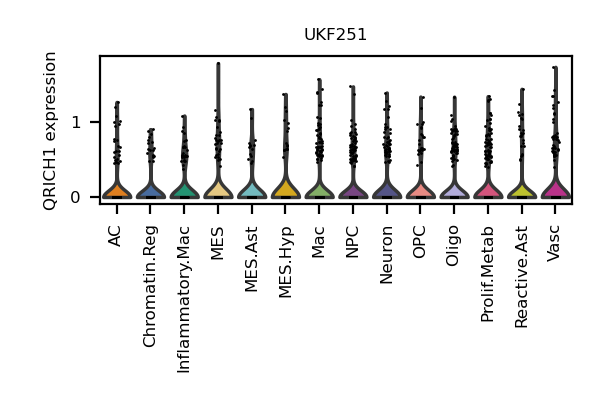 UKF251
QRICH1 expression
1
0
AC
Chromatin.Reg
Inflammatory.Mac
MES
MES.Ast
MES.Hyp
Mac
NPC
Neuron
OPC
Oligo
Prolif.Metab
Reactive.Ast
Vasc